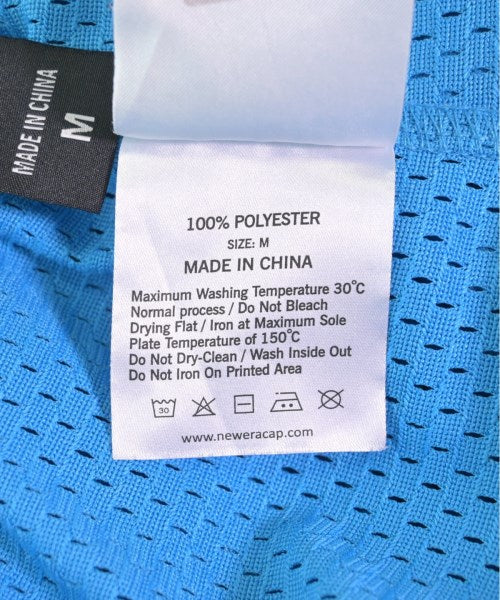 MADE IN CHINA
M
100% POLYESTER
SIZE: M
MADE IN CHINA
Maximum Washing Temperature 30°C
Normal process / Do Not Bleach
Drying Flat / Iron at Maximum Sole
Plate Temperature of 150°C
Do Not Dry-Clean / Wash Inside Out
Do Not Iron On Printed Area
30
www.neweracap.com